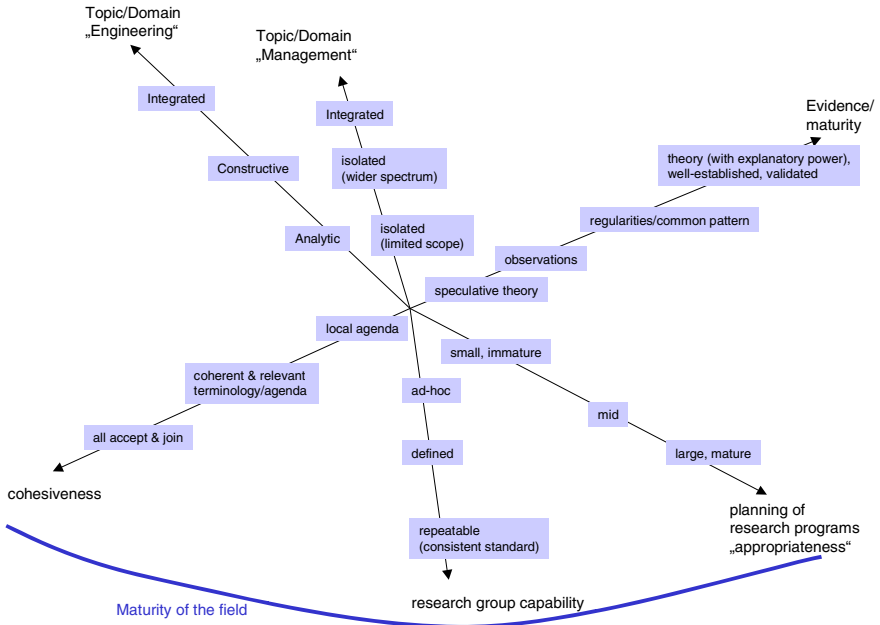 Topic/Domain
„Engineering“
Topic/Domain
„Management“
Integrated
Integrated
Evidence/
maturity
theory (with explanatory power),
well-established, validated
Constructive
isolated
(wider spectrum)
regularities/common pattern
Analytic
isolated
(limited scope)
observations
speculative theory
local agenda
small, immature
coherent & relevant
terminology/agenda
ad-hoc
mid
all accept & join
defined
large, mature
cohesiveness
planning of
research programs
„appropriateness“
repeatable
(consistent standard)
research group capability
Maturity of the field